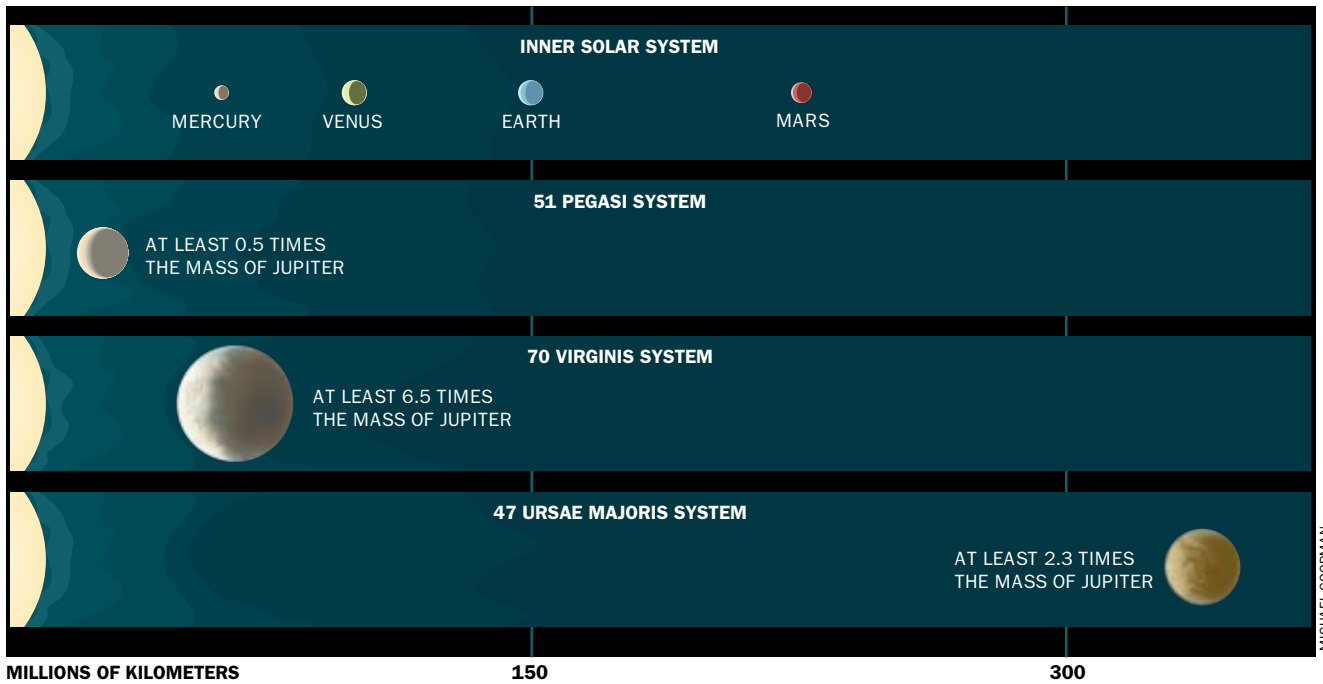 INNER SOLAR SYSTEM
MERCURY VENUS EARTH MARS
51 PEGASI SYSTEM
AT LEAST 0.5 TIMES
THE MASS OF JUPITER
70 VIRGINIS SYSTEM
AT LEAST 6.5 TIMES
THE MASS OF JUPITER
47 URSAE MAJORIS SYSTEM
AT LEAST 2.3 TIMES
THE MASS OF JUPITER
MILLIONS OF KILOMETERS 150 300